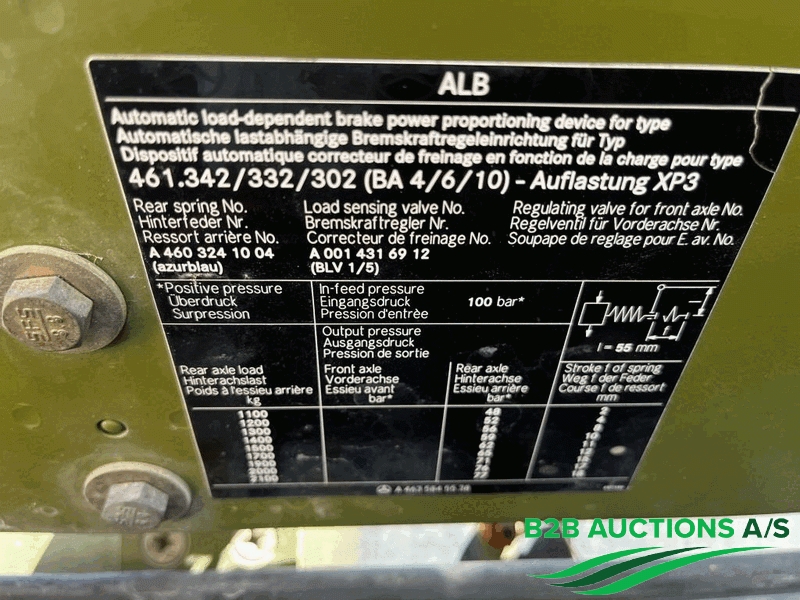 ALB
Automatic load-dependent brake power proportioning device for type
Automatische lastabhängige Bremskraftregeleinrichtung für Typ
Dispositif automatique correcteur de freinage en fonction de la charge pour type
461.342/332/302 (BA 4/6/10) - Auflastung XP3
Rear spring No. Load sensing valve No. Regulating valve for front axle No.
Hinterfeder Nr. Bremskraftregler Nr. Regelventil für Vorderachse Nr.
Ressort arrière No. Correcteur de freinage No. Soupape de reglage pour E. av. No.
A 460 324 10 04 A 001 431 69 12
(azurblau) (BLV 1/5)
*Positive pressure In-feed pressure
Überdruck Eingangsdruck 100 bar*
Surpression Pression d'entrèe
l = 55 mm
f
Output pressure
Ausgangsdruck
Pression de sortie
Rear axle load Front axle Rear axle Stroke f of spring
Hinterachslast Vorderachse Hinterachse Weg f der Feder
Poids à l'essieu arrière Essieu avant Essieu arrière Course f de ressort
kg bar* bar* mm
1100 48 2
1200 52
1300 56
1400
1500
1700
1900
2000
2100
B2B AUCTIONS A/S